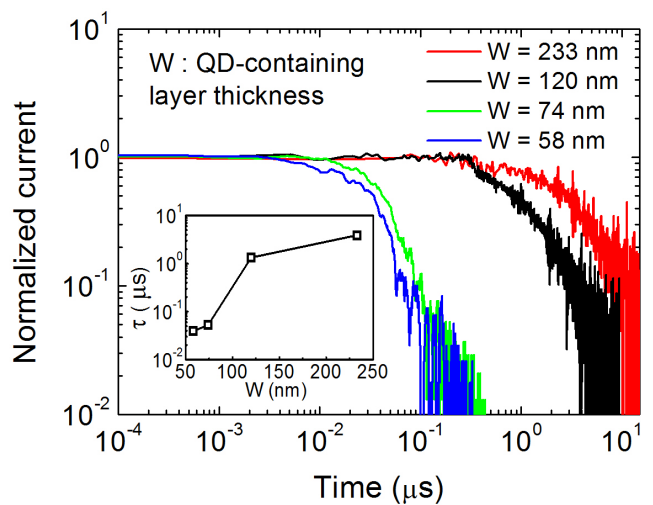 10¹
10⁰
10⁻¹
10⁻²
Normalized current
W : QD-containing
layer thickness
W = 233 nm
W = 120 nm
W = 74 nm
W = 58 nm
10¹
10⁰
10⁻¹
10⁻²
τ ( μs)
50 100 150 200 250
W (nm)
10⁻⁴ 10⁻³ 10⁻² 10⁻¹ 10⁰ 10¹
Time (μs)